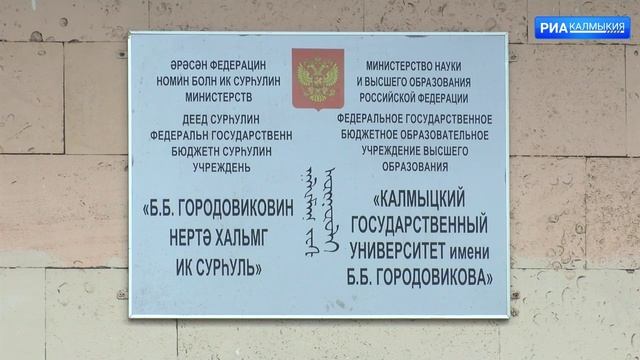 РИА КАЛМЫКИЯ
ӘРӘСӘН ФЕДЕРАЦИН
НОМИН БОЛН ИК СУРҺУЛИН
МИНИСТЕРСТВ
ДЕЕД СУРҺУЛИН
ФЕДЕРАЛЬН ГОСУДАРСТВЕНН
БЮДЖЕТН СУРҺУЛИН
УЧРЕЖДЕНЬ
«Б.Б. ГОРОДОВИКОВИН
НЕРТӘ ХАЛЬМГ
ИК СУРҺУЛЬ»
МИНИСТЕРСТВО НАУКИ
И ВЫСШЕГО ОБРАЗОВАНИЯ
РОССИЙСКОЙ ФЕДЕРАЦИИ
ФЕДЕРАЛЬНОЕ ГОСУДАРСТВЕННОЕ
БЮДЖЕТНОЕ ОБРАЗОВАТЕЛЬНОЕ
УЧРЕЖДЕНИЕ ВЫСШЕГО
ОБРАЗОВАНИЯ
«КАЛМЫЦКИЙ
ГОСУДАРСТВЕННЫЙ
УНИВЕРСИТЕТ имени
Б.Б. ГОРОДОВИКОВА»